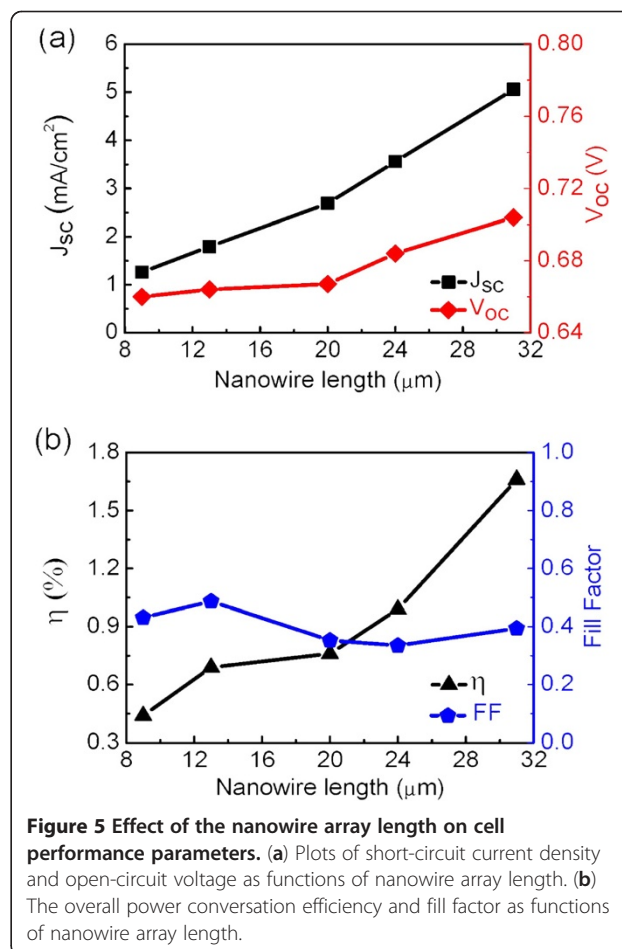 (a)
6
5
4
3
2
1
0
J_SC (mA/cm²)
0.80
0.76
0.72
0.68
0.64
V_OC (V)
J_SC
V_OC
8 12 16 20 24 28 32
Nanowire length (μm)
(b)
1.8
1.5
1.2
0.9
0.6
0.3
η (%)
1.0
0.8
0.6
0.4
0.2
0.0
Fill Factor
η
FF
8 12 16 20 24 28 32
Nanowire length (μm)
Figure 5 Effect of the nanowire array length on cell
performance parameters. (a) Plots of short-circuit current density
and open-circuit voltage as functions of nanowire array length. (b)
The overall power conversation efficiency and fill factor as functions
of nanowire array length.